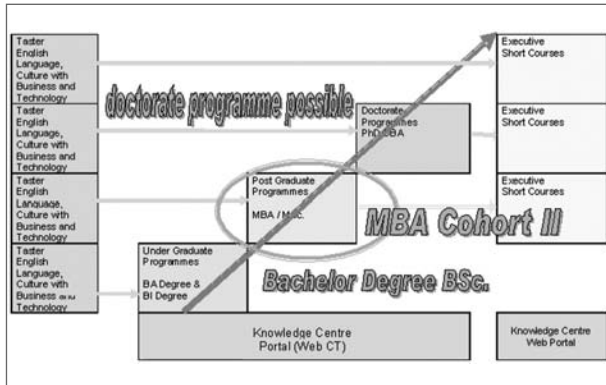 Taster
English
Language,
Culture with
Business and
Technology
Executive
Short Courses
doctorate programme possible
Taster
English
Language,
Culture with
Business and
Technology
Doctorate
Programmes
PhD
Executive
Short Courses
Taster
English
Language,
Culture with
Business and
Technology
Post Graduate
Programmes
MBA / MSc.
Executive
Short Courses
MBA Cohort II
Taster
English
Language,
Culture with
Business and
Technology
Under Graduate
Programmes
BA Degree &
BI Degree
Bachelor Degree BSc.
Knowledge Centre
Portal (Web CT)
Knowledge Centre
Web Portal